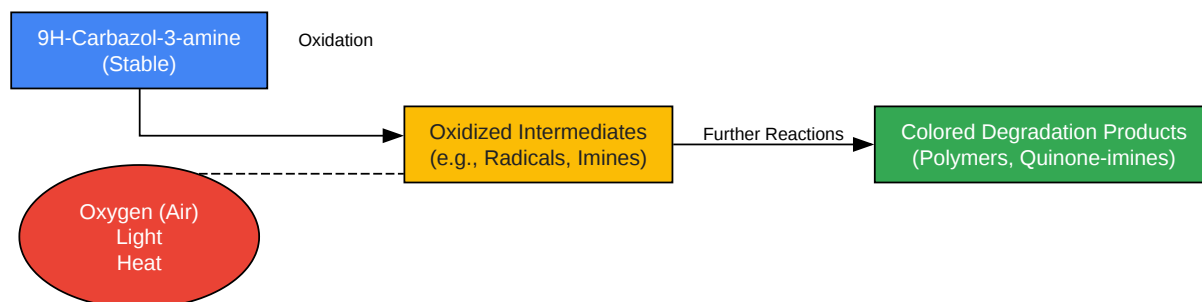 9H-Carbazol-3-amine
(Stable)
Oxidation
Oxidized Intermediates
(e.g., Radicals, Imines)
Further Reactions
Colored Degradation Products
(Polymers, Quinone-imines)
Oxygen (Air)
Light
Heat